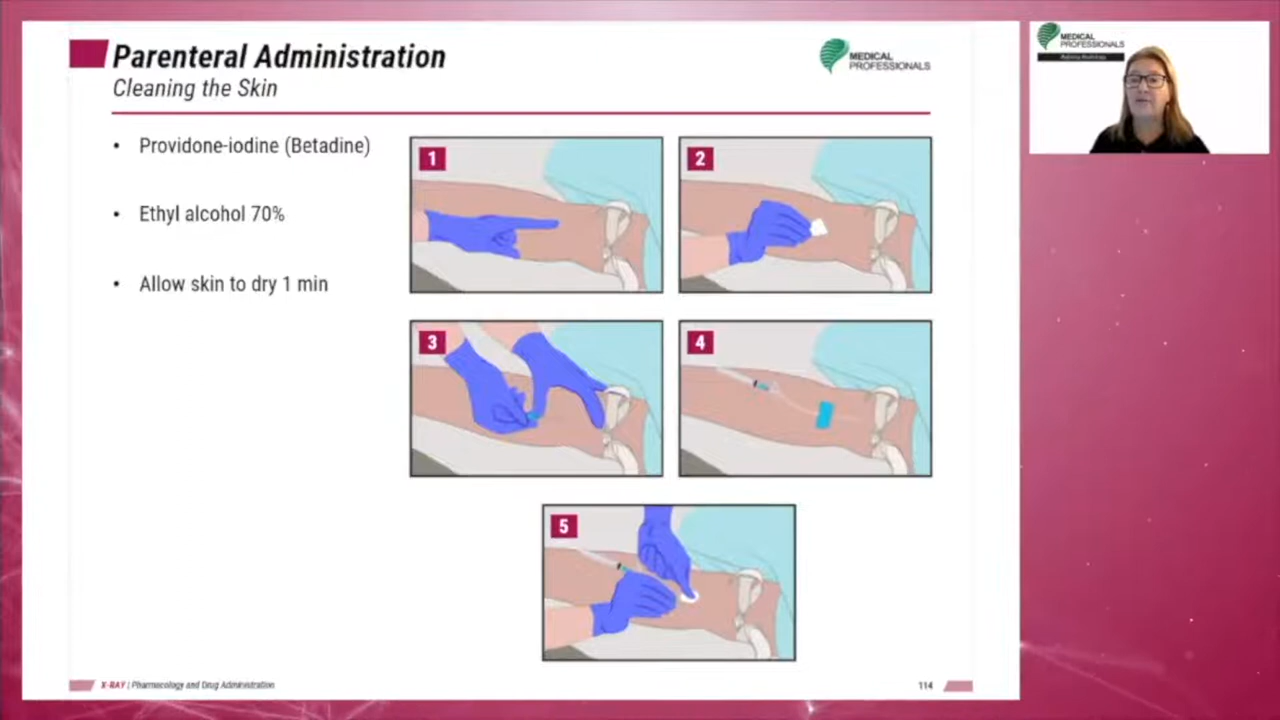 Parenteral Administration
Cleaning the Skin
MEDICAL
PROFESSIONALS
MEDICAL
PROFESSIONALS
• Providone-iodine (Betadine)
• Ethyl alcohol 70%
• Allow skin to dry 1 min
1
2
3
4
5
X-RAY | Pharmacology and Drug Administration
114